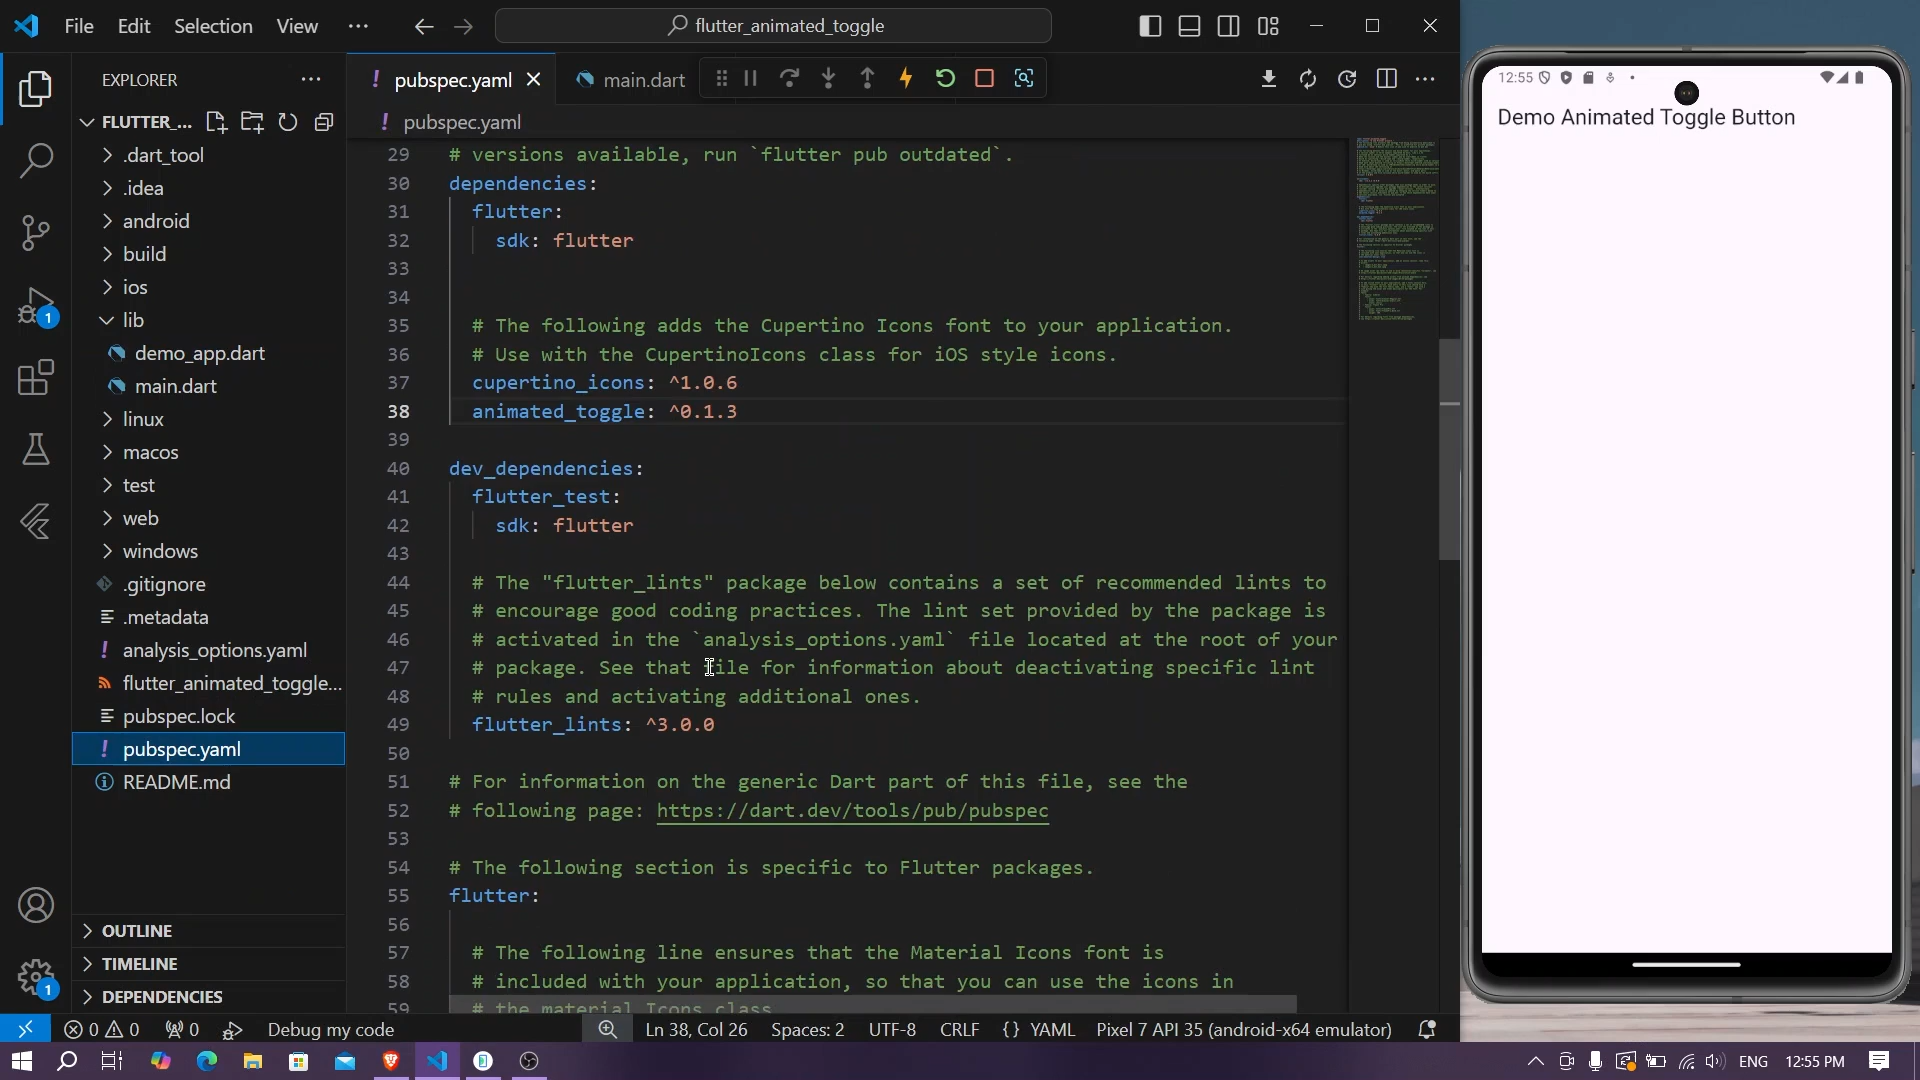 File Edit Selection View ···
flutter_animated_toggle
EXPLORER
FLUTTER_...
.dart_tool
.idea
android
build
ios
lib
demo_app.dart
main.dart
linux
macos
test
web
windows
.gitignore
.metadata
analysis_options.yaml
flutter_animated_toggle...
pubspec.lock
pubspec.yaml
README.md
OUTLINE
TIMELINE
DEPENDENCIES
1
1
pubspec.yaml
main.dart
pubspec.yaml
29 # versions available, run `flutter pub outdated`.
30 dependencies:
31 flutter:
32 sdk: flutter
33
34
35 # The following adds the Cupertino Icons font to your application.
36 # Use with the CupertinoIcons class for iOS style icons.
37 cupertino_icons: ^1.0.6
38 animated_toggle: ^0.1.3
39
40 dev_dependencies:
41 flutter_test:
42 sdk: flutter
43
44 # The "flutter_lints" package below contains a set of recommended lints to
45 # encourage good coding practices. The lint set provided by the package is
46 # activated in the `analysis_options.yaml` file located at the root of your
47 # package. See that file for information about deactivating specific lint
48 # rules and activating additional ones.
49 flutter_lints: ^3.0.0
50
51 # For information on the generic Dart part of this file, see the
52 # following page: https://dart.dev/tools/pub/pubspec
53
54 # The following section is specific to Flutter packages.
55 flutter:
56
57 # The following line ensures that the Material Icons font is
58 # included with your application, so that you can use the icons in
59 # the material Icons class
12:55
Demo Animated Toggle Button
0 0 0 Debug my code Ln 38, Col 26 Spaces: 2 UTF-8 CRLF {} YAML Pixel 7 API 35 (android-x64 emulator)
ENG 12:55 PM